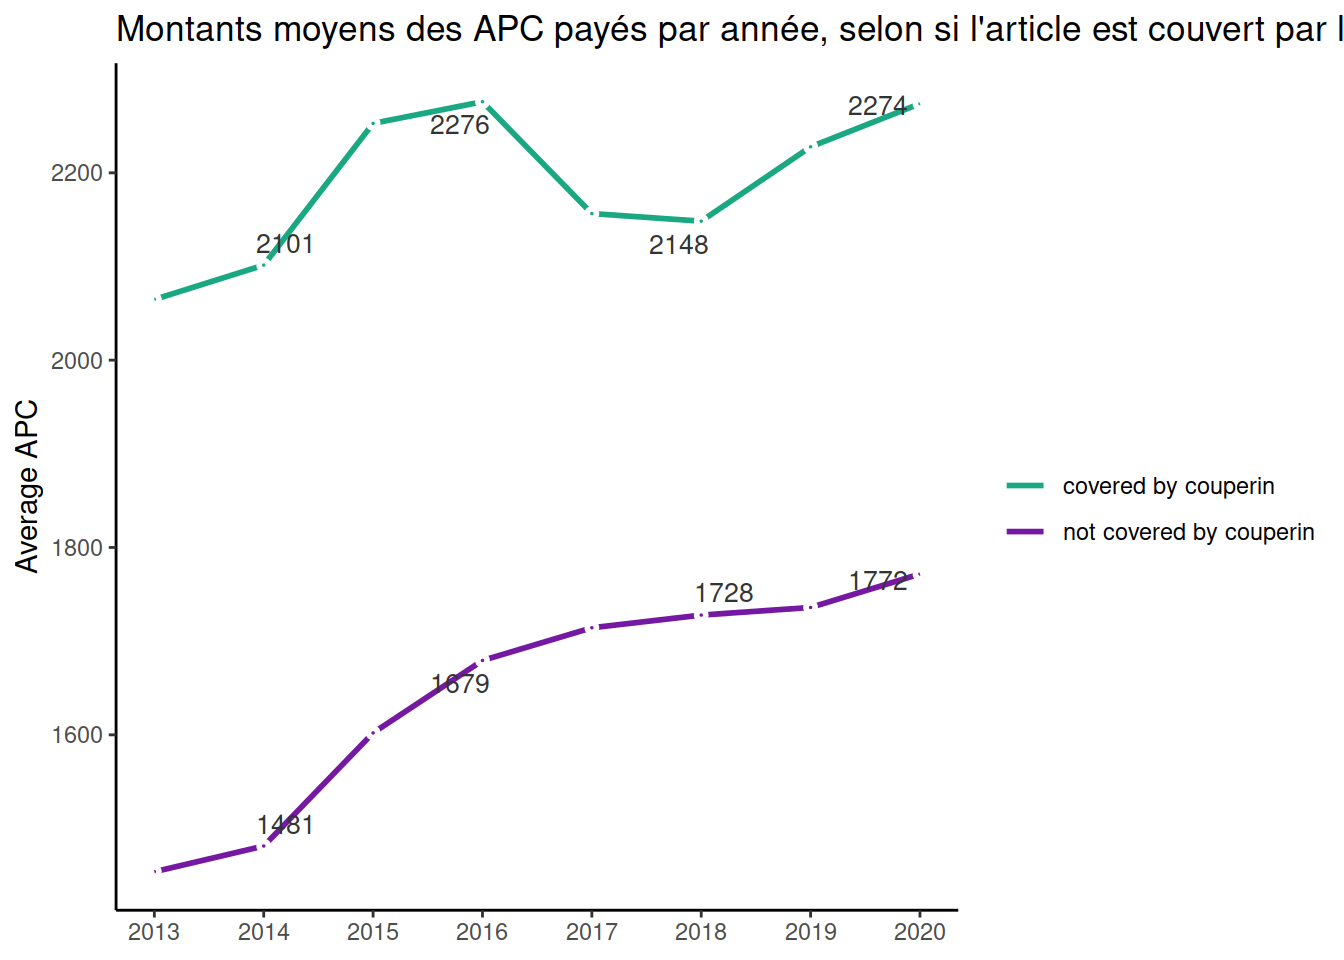 Montants moyens des APC payés par année, selon si l'article est couvert par
2276
2274
2200
2101
2148
2000
Average APC
covered by couperin
not covered by couperin
1800
1728
1772
1679
1600
1481
2013 2014 2015 2016 2017 2018 2019 2020